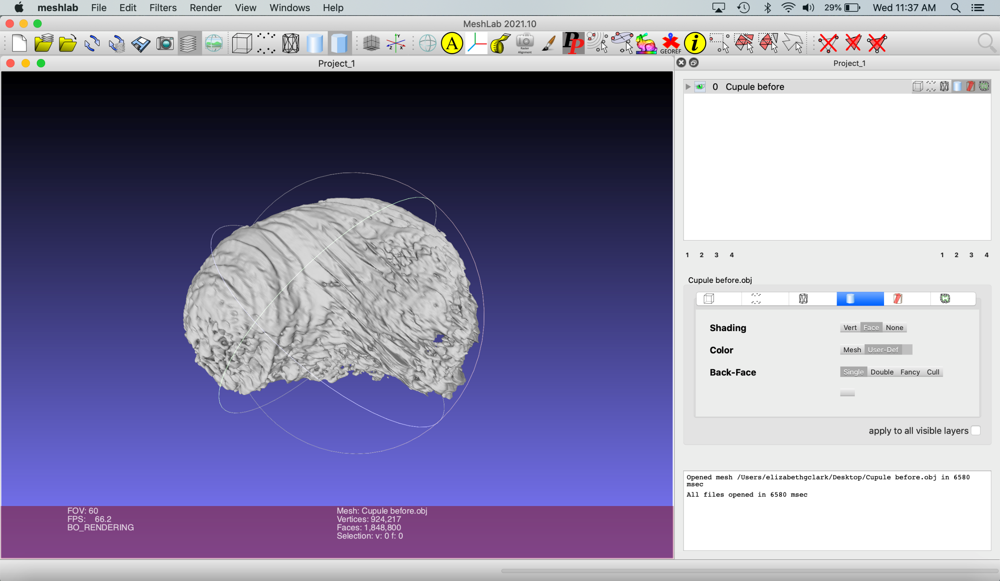 meshlab File Edit Filters Render View Windows Help 29% Wed 11:37 AM
MeshLab 2021.10
Y Z X A Raster Alignment PP GEOREF i
Project_1
Project_1
0 Cupule before
1 2 3 4 1 2 3 4
Cupule before.obj
Shading Vert Face None
Color Mesh User-Def
Back-Face Single Double Fancy Cull
apply to all visible layers
Opened mesh /Users/elizabethgclark/Desktop/Cupule before.obj in 6580
msec
All files opened in 6580 msec
FOV: 60
FPS: 66.2
BO_RENDERING
Mesh: Cupule before.obj
Vertices: 924,217
Faces: 1,848,800
Selection: v: 0 f: 0